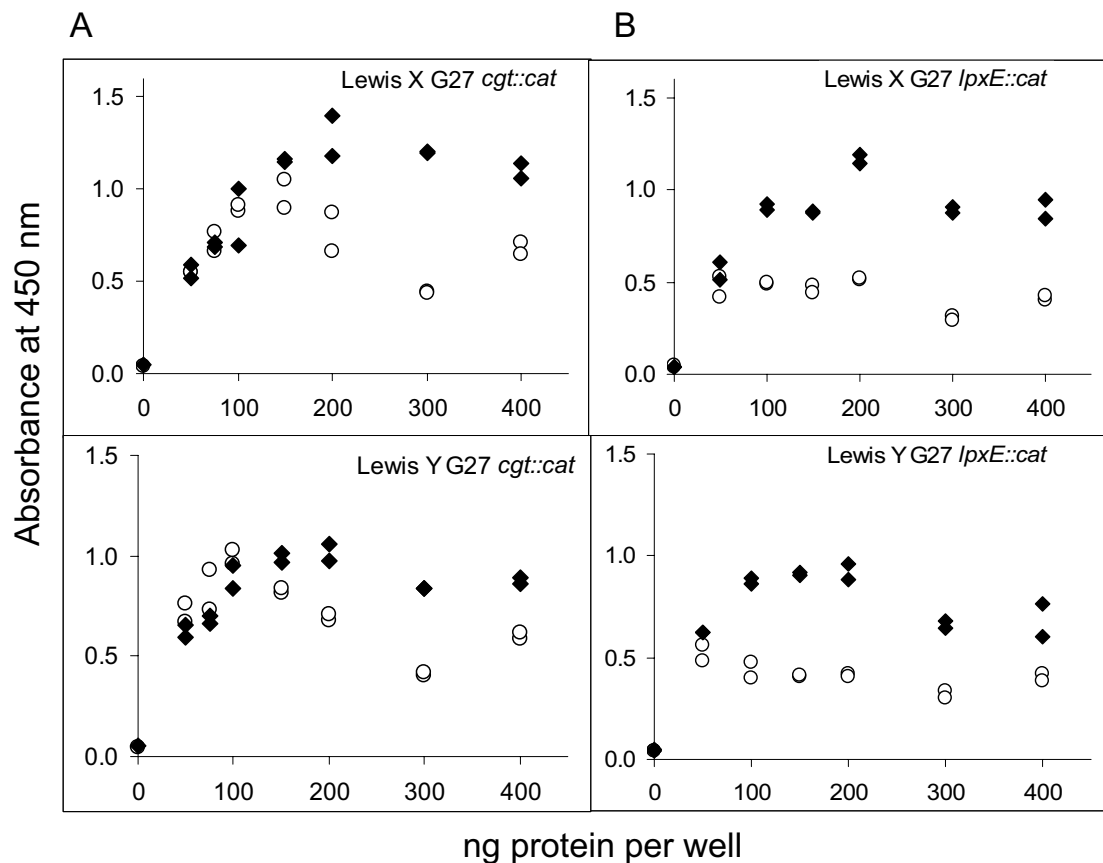 A
B
Absorbance at 450 nm
Lewis X G27 cgt::cat
1.5
1.0
0.5
0.0
0 100 200 300 400
Lewis X G27 lpxE::cat
1.5
1.0
0.5
0.0
0 100 200 300 400
Lewis Y G27 cgt::cat
1.5
1.0
0.5
0.0
0 100 200 300 400
Lewis Y G27 lpxE::cat
1.5
1.0
0.5
0.0
0 100 200 300 400
ng protein per well